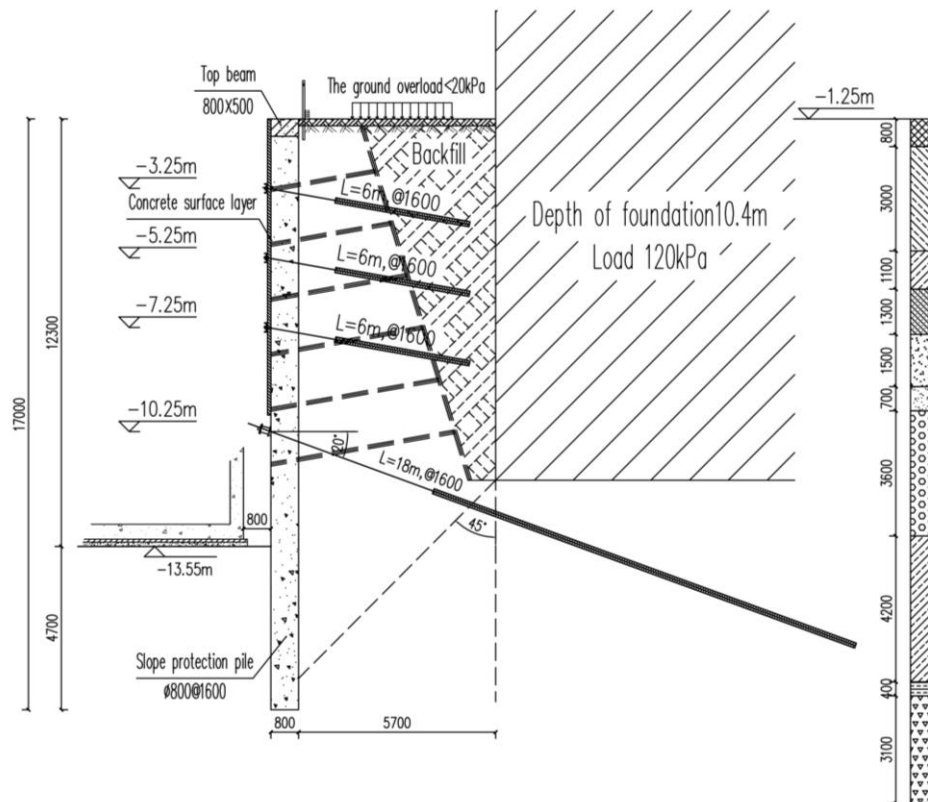 Top beam
800X500
The ground overload<20kPa
-1.25m
-3.25m
Concrete surface layer
-5.25m
-7.25m
-10.25m
Backfill
L=6m,@1600
L=6m,@1600
L=6m,@1600
Depth of foundation10.4m
Load 120kPa
20°
L=18m,@1600
45°
800
-13.55m
Slope protection pile
ø800@1600
800
5700
17000
12300
4700
800
3000
1100
1300
1500
700
3600
4200
400
3100